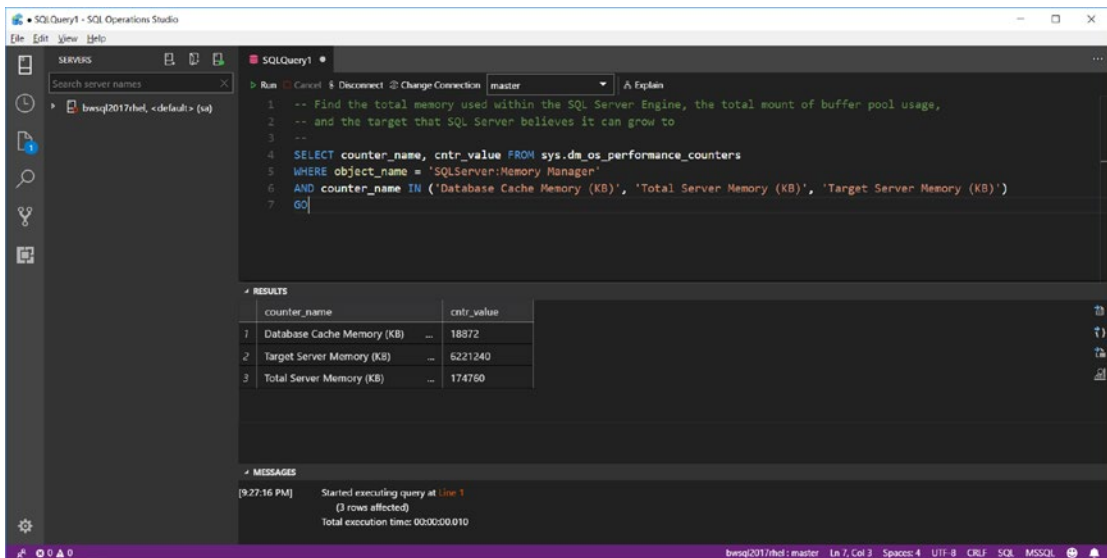 ● SQLQuery1 - SQL Operations Studio
File Edit View Help
SERVERS
Search server names
bwsql2017rhel, <default> (sa)
1
SQLQuery1 ●
Run Cancel Disconnect Change Connection master Explain
1 -- Find the total memory used within the SQL Server Engine, the total mount of buffer pool usage,
2 -- and the target that SQL Server believes it can grow to
3 --
4 SELECT counter_name, cntr_value FROM sys.dm_os_performance_counters
5 WHERE object_name = 'SQLServer:Memory Manager'
6 AND counter_name IN ('Database Cache Memory (KB)', 'Total Server Memory (KB)', 'Target Server Memory (KB)')
7 GO
RESULTS
counter_name cntr_value
1 Database Cache Memory (KB) ... 18872
2 Target Server Memory (KB) ... 6221240
3 Total Server Memory (KB) ... 174760
MESSAGES
[9:27:16 PM] Started executing query at Line 1
(3 rows affected)
Total execution time: 00:00:00.010
0 0 bwsql2017rhel : master Ln 7, Col 3 Spaces: 4 UTF-8 CRLF SQL MSSQL